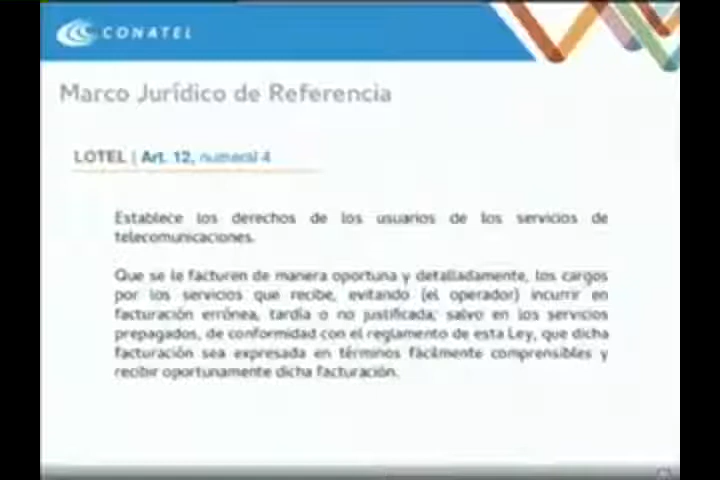 CONATEL
Marco Jurídico de Referencia
LOTEL | Art. 12, numeral 4
Establece los derechos de los usuarios de los servicios de
telecomunicaciones.
Que se le facturen de manera oportuna y detalladamente, los cargos
por los servicios que recibe, evitando (el operador) incurrir en
facturación errónea, tardía o no justificada; salvo en los servicios
prepagados, de conformidad con el reglamento de esta Ley, que dicha
facturación sea expresada en términos fácilmente comprensibles y
recibir oportunamente dicha facturación.